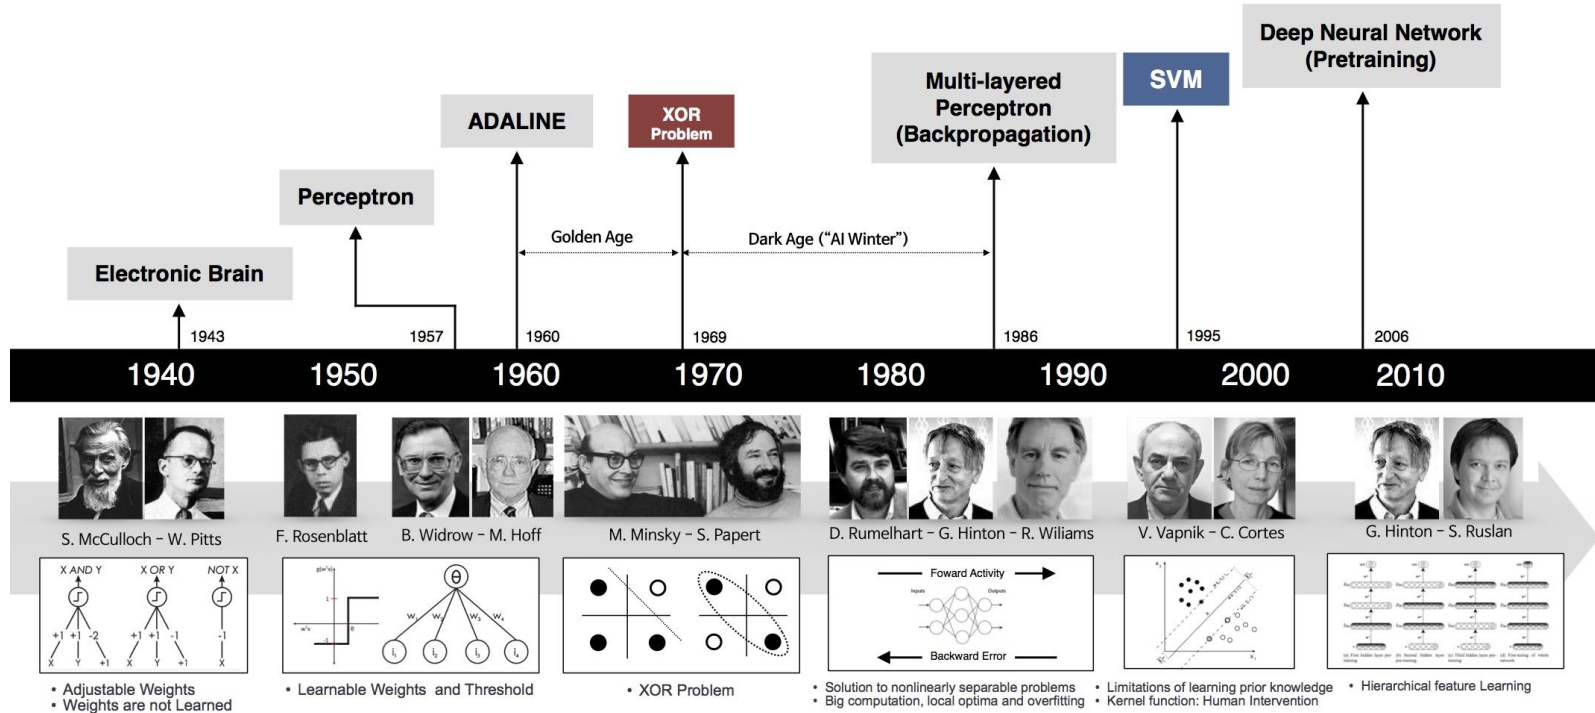 Deep Neural Network
(Pretraining)
Multi-layered
Perceptron
(Backpropagation)
SVM
ADALINE
XOR
Problem
Perceptron
Golden Age
Dark Age (“AI Winter”)
Electronic Brain
1943
1957
1960
1969
1986
1995
2006
1940
1950
1960
1970
1980
1990
2000
2010
S. McCulloch – W. Pitts
F. Rosenblatt
B. Widrow – M. Hoff
M. Minsky – S. Papert
D. Rumelhart – G. Hinton – R. Wiliams
V. Vapnik – C. Cortes
G. Hinton – S. Ruslan
X AND Y
X OR Y
NOT X
+1 +1 -2
+1 +1 -1
-1
X Y +1
X Y +1
X
1
0
-1
θ
w1 w2 w3 w4
i1 i2 i3 i4
Foward Activity
Inputs
Outputs
Backward Error
• Adjustable Weights
• Weights are not Learned
• Learnable Weights and Threshold
• XOR Problem
• Solution to nonlinearly separable problems
• Big computation, local optima and overfitting
• Limitations of learning prior knowledge
• Kernel function: Human Intervention
• Hierarchical feature Learning